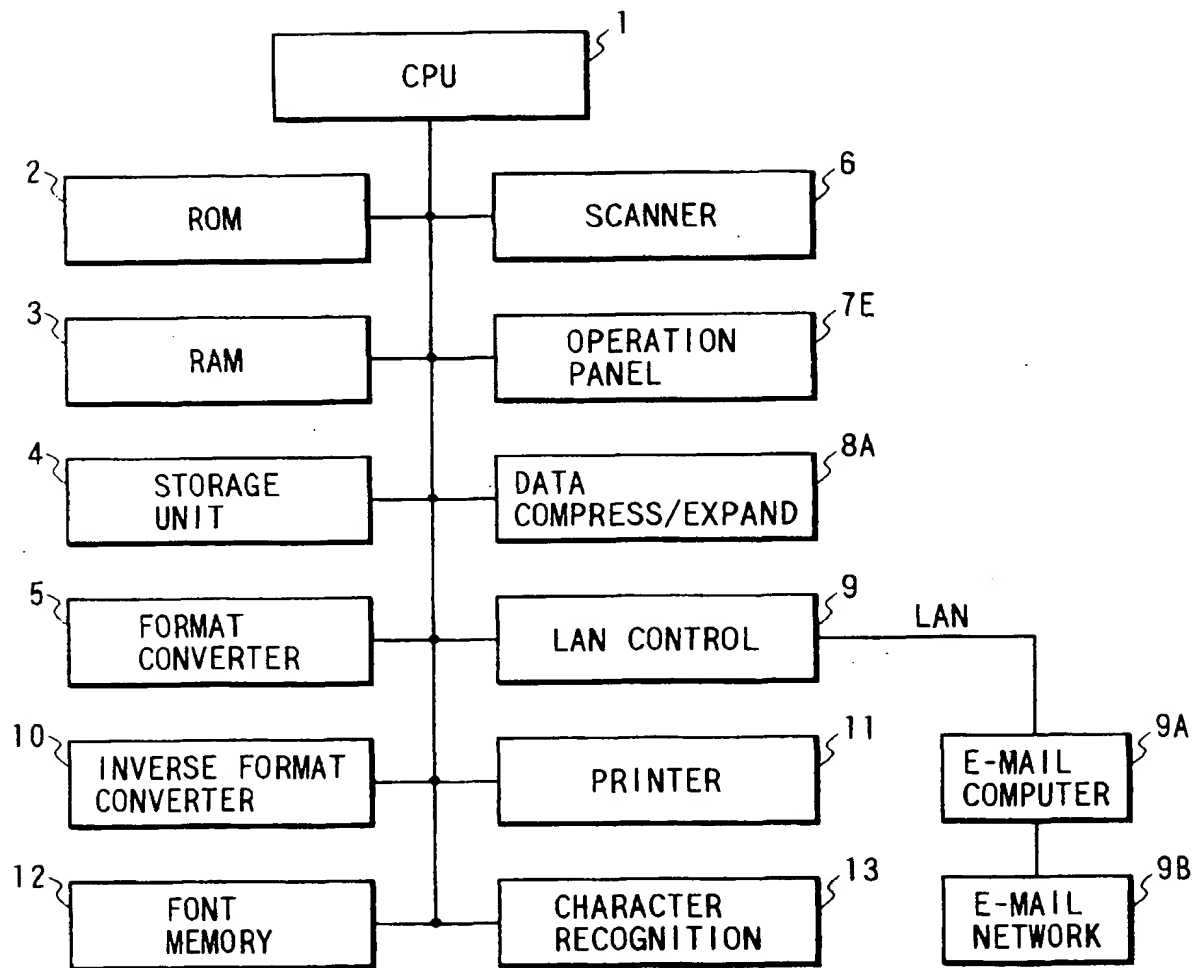 1
CPU
2
ROM
6
SCANNER
3
RAM
7E
OPERATION
PANEL
4
STORAGE
UNIT
8A
DATA
COMPRESS/EXPAND
5
FORMAT
CONVERTER
9
LAN CONTROL
LAN
10
INVERSE FORMAT
CONVERTER
11
PRINTER
9A
E-MAIL
COMPUTER
12
FONT
MEMORY
13
CHARACTER
RECOGNITION
9B
E-MAIL
NETWORK